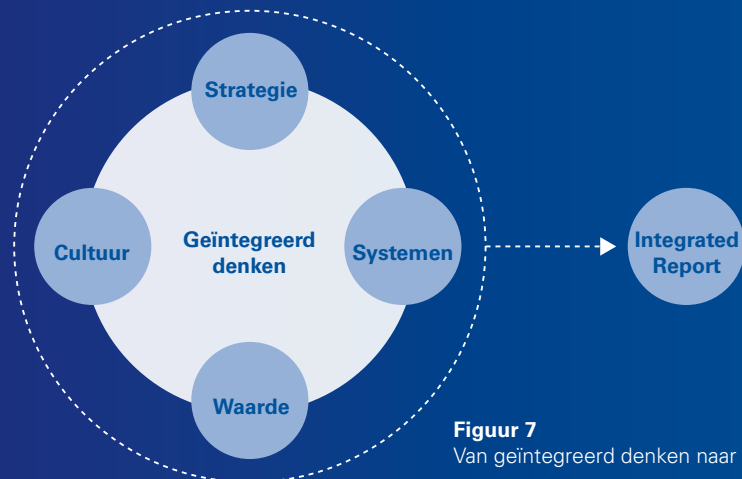 Strategie
Cultuur
Geïntegreerd
denken
Systemen
Waarde
Integrated
Report
Figuur 7
Van geïntegreerd denken naar